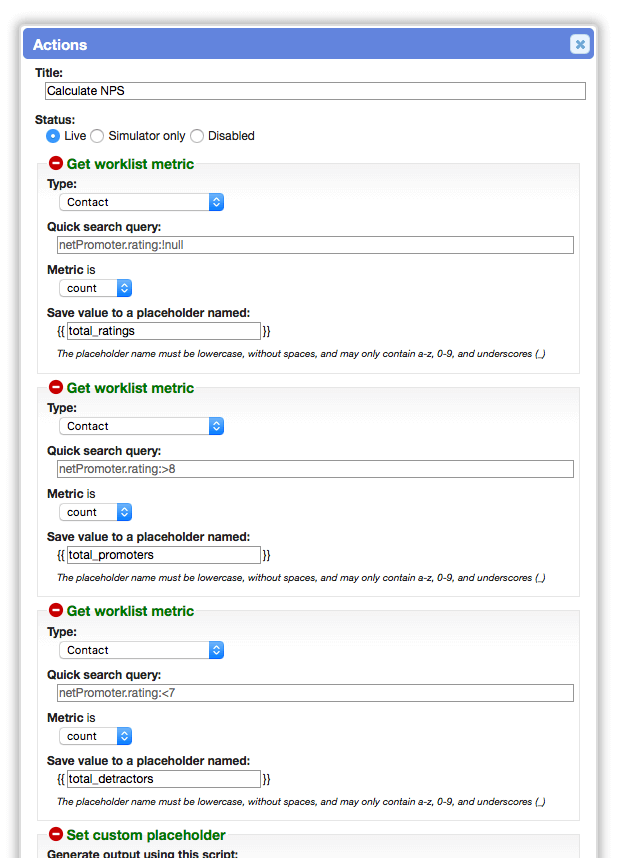 Actions
Title:
Calculate NPS
Status:
Live Simulator only Disabled
Get worklist metric
Type:
Contact
Quick search query:
netPromoter.rating:!null
Metric is
count
Save value to a placeholder named:
{{ total_ratings }}
The placeholder name must be lowercase, without spaces, and may only contain a-z, 0-9, and underscores (_)
Get worklist metric
Type:
Contact
Quick search query:
netPromoter.rating:>8
Metric is
count
Save value to a placeholder named:
{{ total_promoters }}
The placeholder name must be lowercase, without spaces, and may only contain a-z, 0-9, and underscores (_)
Get worklist metric
Type:
Contact
Quick search query:
netPromoter.rating:<7
Metric is
count
Save value to a placeholder named:
{{ total_detractors }}
The placeholder name must be lowercase, without spaces, and may only contain a-z, 0-9, and underscores (_)
Set custom placeholder
Generate output using this script: